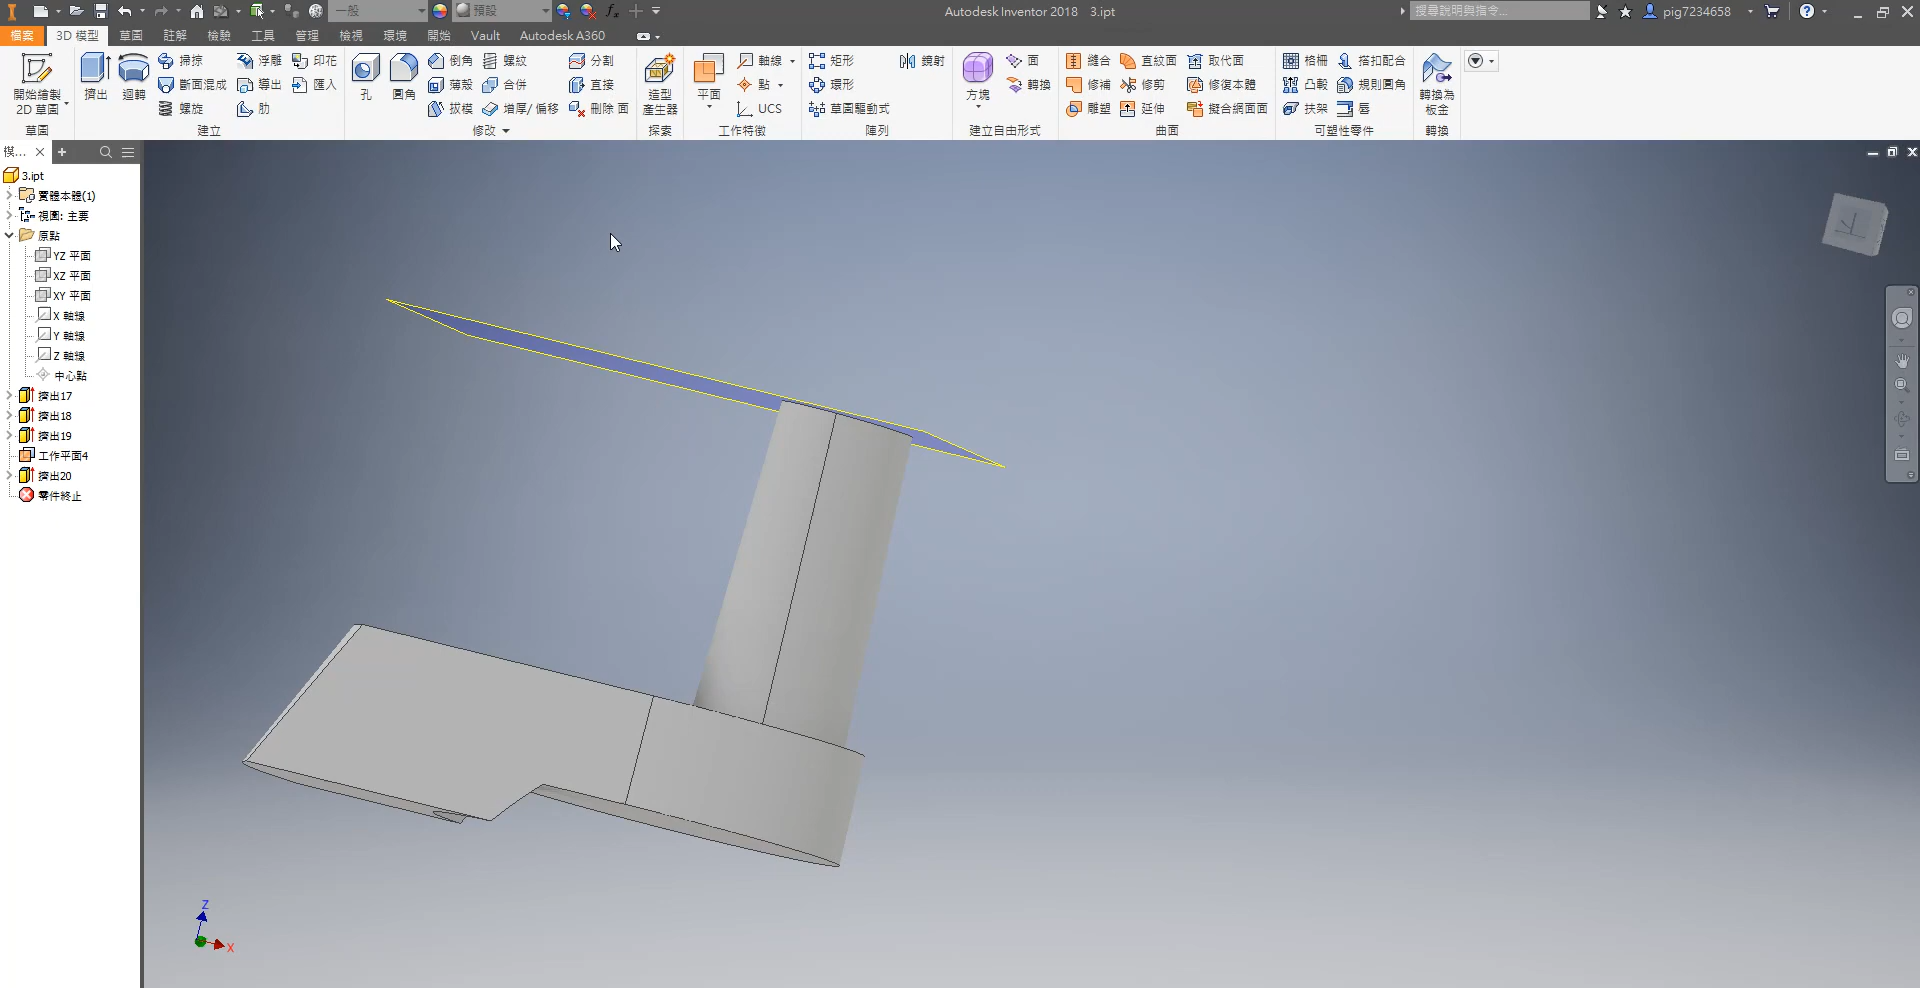 一般
預設
Autodesk Inventor 2018 3.ipt
搜尋說明與指令...
pig7234658
檔案 3D 模型 草圖 註解 檢驗 工具 管理 檢視 環境 開始 Vault Autodesk A360
開始繪製
2D 草圖
草圖
擠出
迴轉
掃掠
斷面混成
螺旋
浮雕
導出
肋
印花
匯入
建立
孔
圓角
倒角
薄殼
拔模
螺紋
合併
增厚/ 偏移
分割
直接
刪除 面
修改
造型
產生器
探索
平面
軸線
點
UCS
工作特徵
矩形
環形
草圖驅動式
鏡射
陣列
方塊
面
轉換
建立自由形式
縫合
修補
雕塑
直紋面
修剪
延伸
取代面
修復本體
擬合網面面
曲面
格柵
凸轂
扶架
搭扣配合
規則圓角
唇
可塑性零件
轉換為
板金
轉換
模...
3.ipt
實體本體(1)
視圖: 主要
原點
YZ 平面
XZ 平面
XY 平面
X 軸線
Y 軸線
Z 軸線
中心點
擠出17
擠出18
擠出19
工作平面4
擠出20
零件終止
Z
X